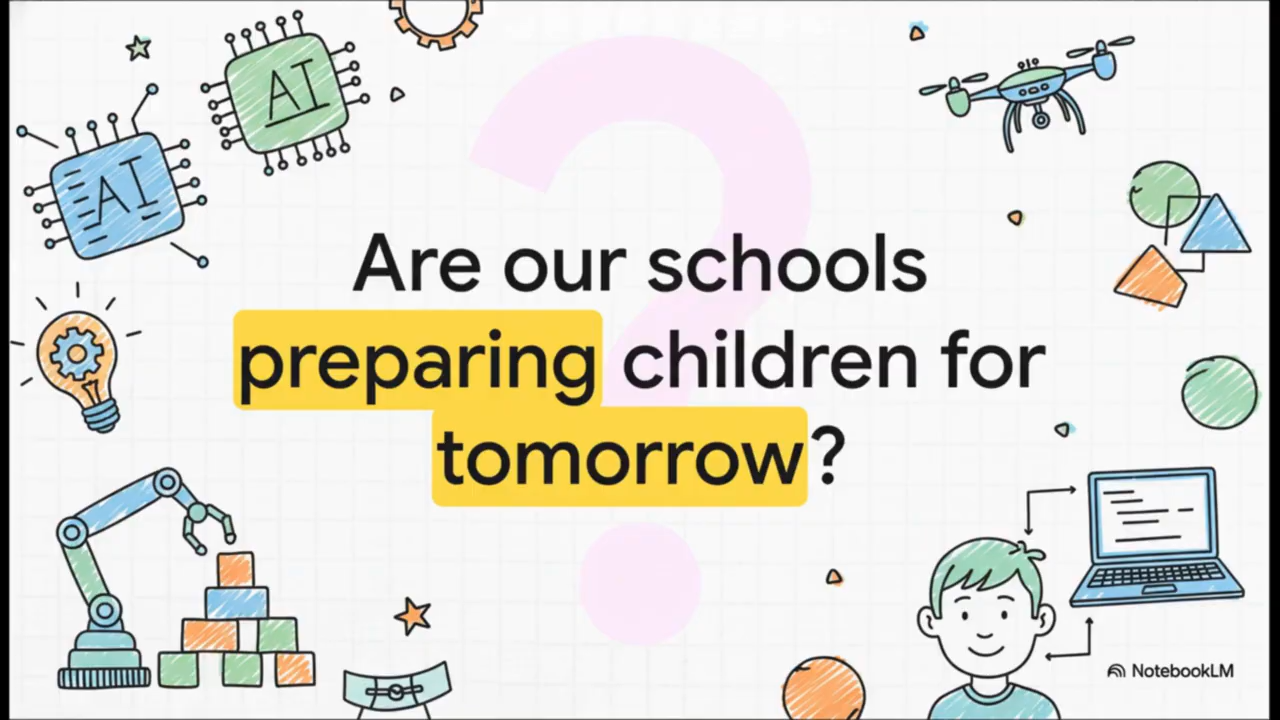 AI
AI
Are our schools
preparing children for
tomorrow?
NotebookLM